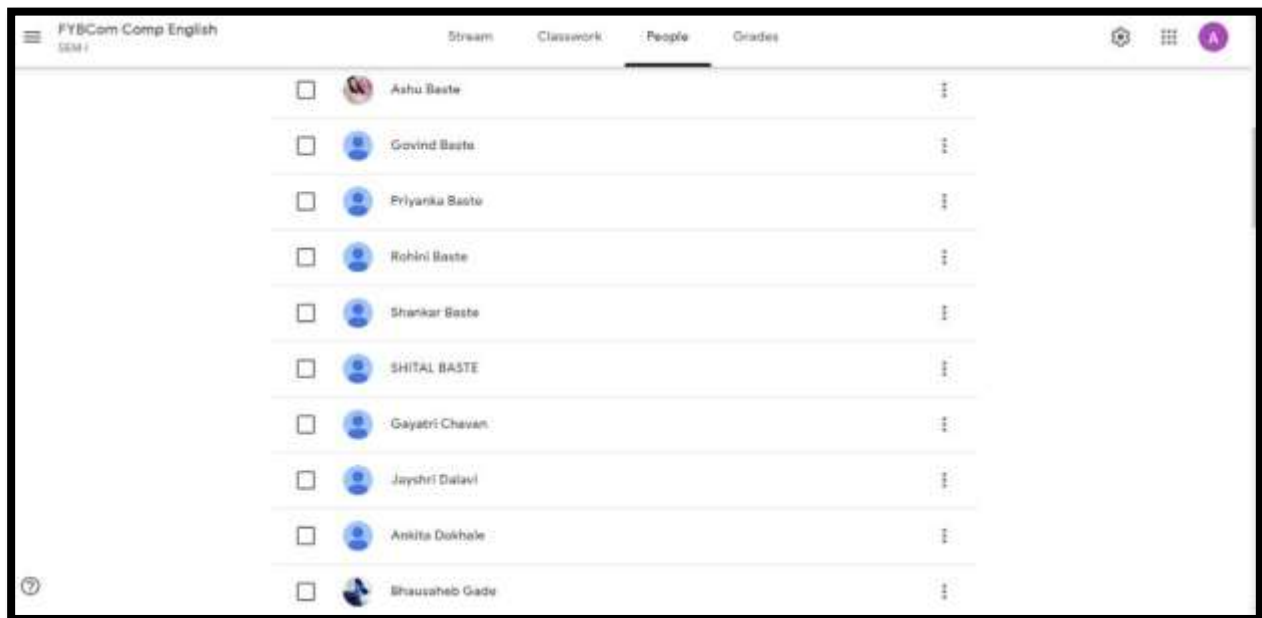 FYBCom Comp English
SEM I
Stream Classwork People Grades
A
Ashu Baste
Govind Baste
Priyanka Baste
Rohini Baste
Shankar Baste
SHITAL BASTE
Gayatri Chavan
Jayshri Dalavi
Ankita Dokhale
Bhausaheb Gade